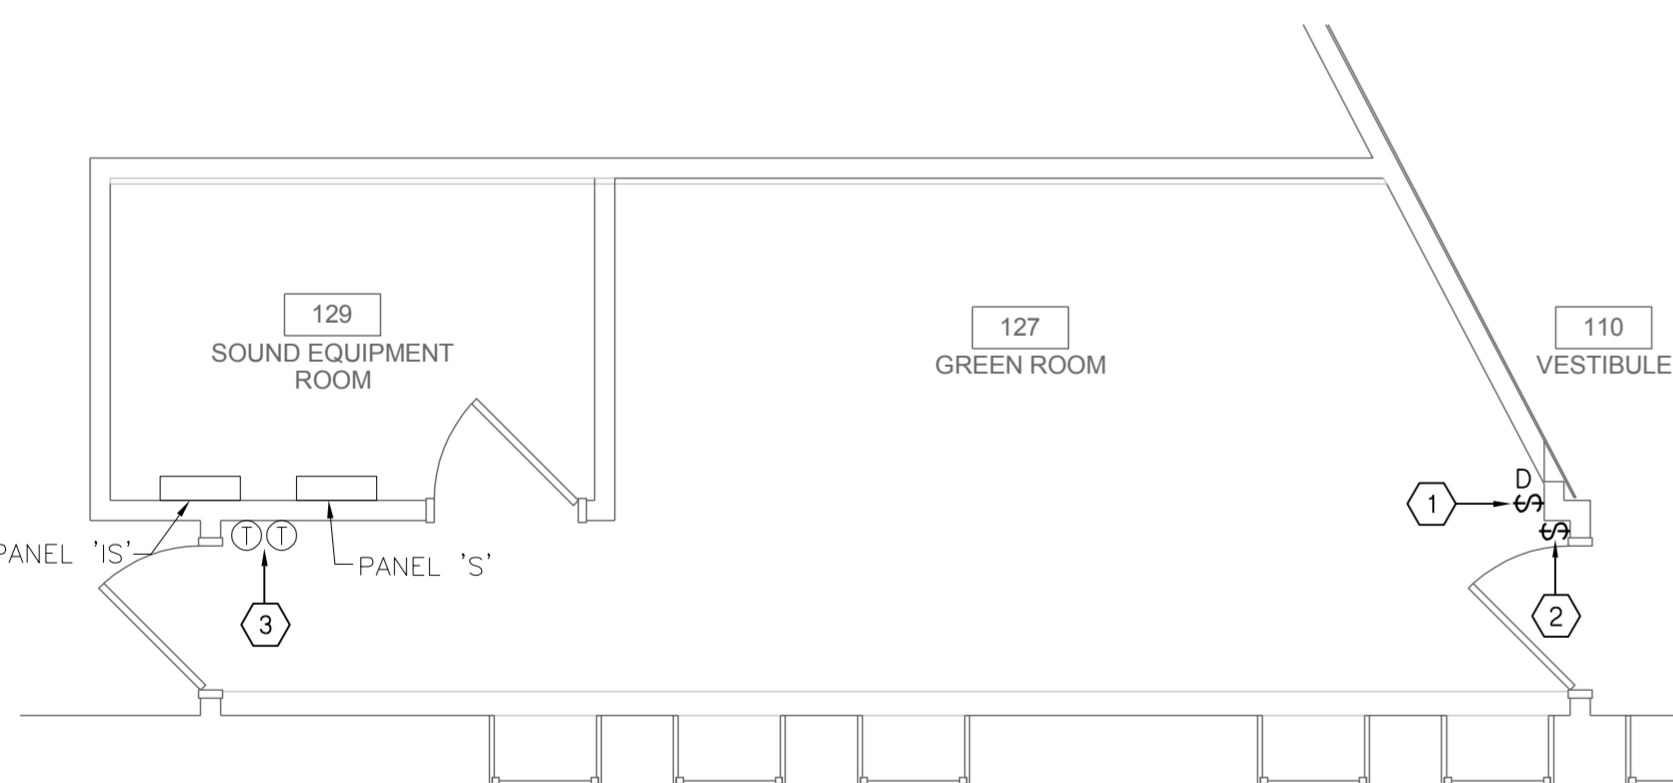 129
SOUND EQUIPMENT
ROOM
127
GREEN ROOM
110
VESTIBULE
D
1
$
$
PANEL 'IS'
T T
PANEL 'S'
2
3